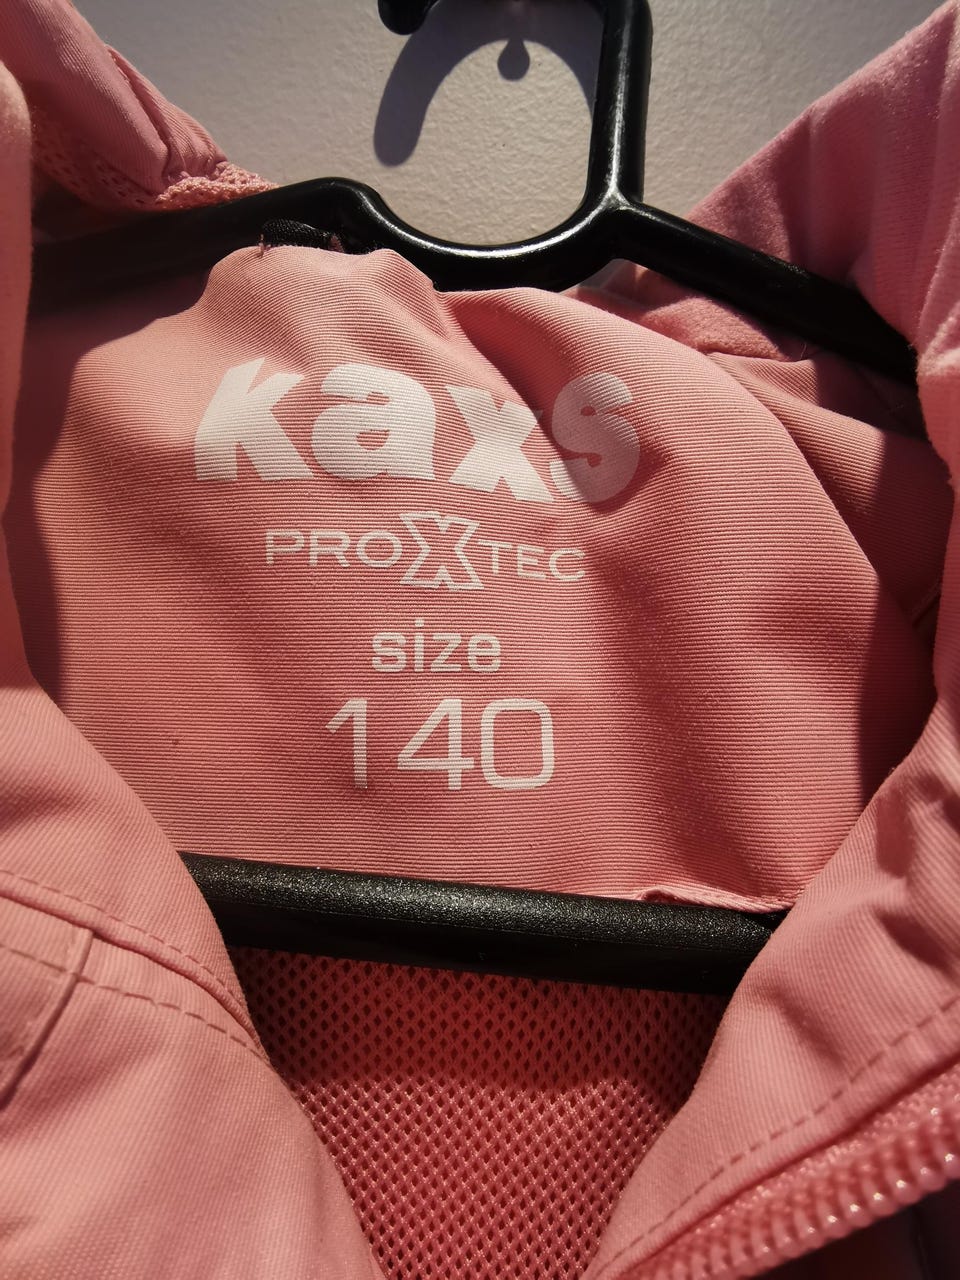 kaxs
PROXTEC
size
140